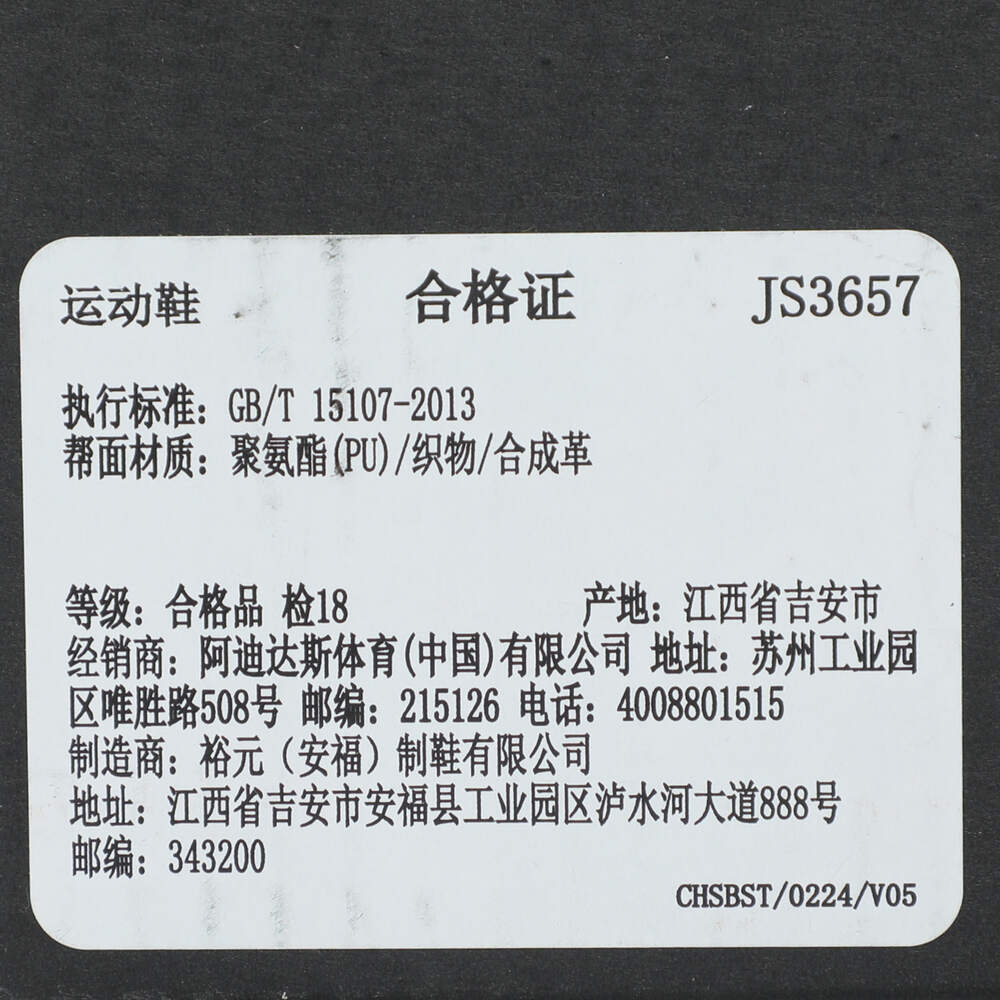 运动鞋 合格证 JS3657
执行标准：GB/T 15107-2013
帮面材质：聚氨酯(PU)/织物/合成革
等级：合格品 检18 产地：江西省吉安市
经销商：阿迪达斯体育(中国)有限公司 地址：苏州工业园
区唯胜路508号 邮编：215126 电话：4008801515
制造商：裕元（安福）制鞋有限公司
地址：江西省吉安市安福县工业园区泸水河大道888号
邮编：343200
CHSBST/0224/V05